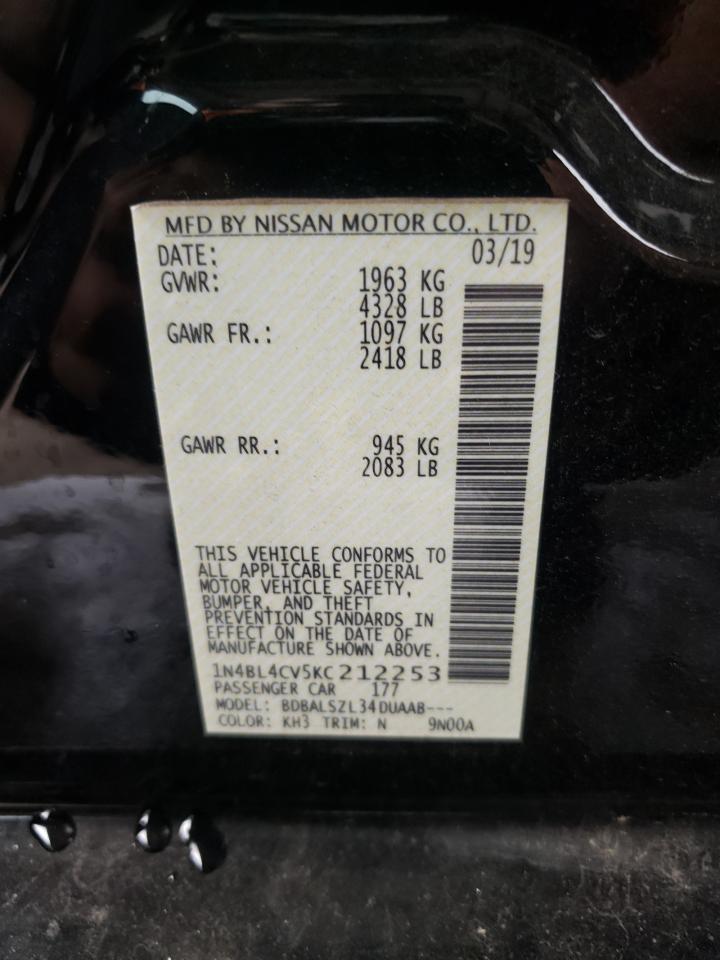 MFD BY NISSAN MOTOR CO., LTD.
DATE: 03/19
GVWR: 1963 KG
4328 LB
GAWR FR.: 1097 KG
2418 LB
GAWR RR.: 945 KG
2083 LB
THIS VEHICLE CONFORMS TO
ALL APPLICABLE FEDERAL
MOTOR VEHICLE SAFETY,
BUMPER, AND THEFT
PREVENTION STANDARDS IN
EFFECT ON THE DATE OF
MANUFACTURE SHOWN ABOVE.
1N4BL4CV5KC212253
PASSENGER CAR 177
MODEL: BDBALSZL34DUAAB---
COLOR: KH3 TRIM: N 9N00A